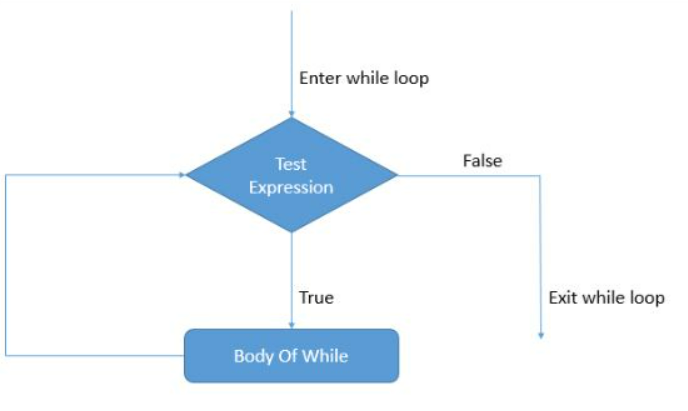 Enter while loop
Test
Expression
False
True
Exit while loop
Body Of While